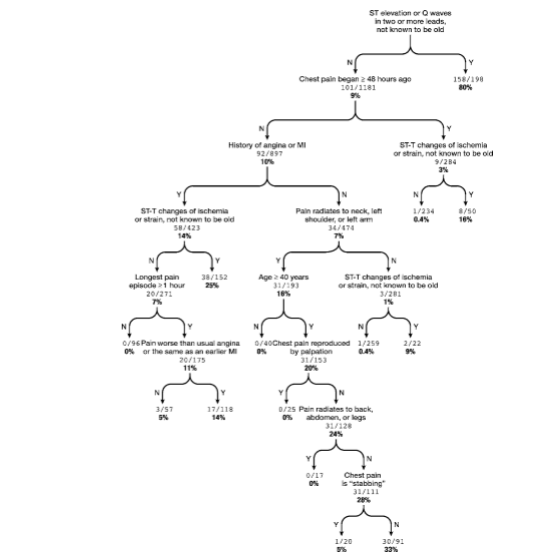 ST elevation or Q waves
in two or more leads,
not known to be old
N
Y
Chest pain began ≥ 48 hours ago
101/1181
9%
158/198
80%
N
Y
History of angina or MI
92/897
10%
ST-T changes of ischemia
or strain, not known to be old
9/284
3%
Y
N
N
Y
ST-T changes of ischemia
or strain, not known to be old
58/423
14%
Pain radiates to neck, left
shoulder, or left arm
34/474
7%
1/234
0.4%
8/50
16%
N
Y
Y
N
Longest pain
episode ≥ 1 hour
20/271
7%
38/152
25%
Age ≥ 40 years
31/193
16%
ST-T changes of ischemia
or strain, not known to be old
3/281
1%
N
Y
N
Y
N
Y
0/96
0%
Pain worse than usual angina
or the same as an earlier MI
20/175
11%
0/40
0%
Chest pain reproduced
by palpation
31/153
20%
1/259
0.4%
2/22
9%
N
Y
Y
N
3/57
5%
17/118
14%
0/25
0%
Pain radiates to back,
abdomen, or legs
31/128
24%
Y
N
0/17
0%
Chest pain
is "stabbing"
31/111
28%
Y
N
1/20
5%
30/91
33%